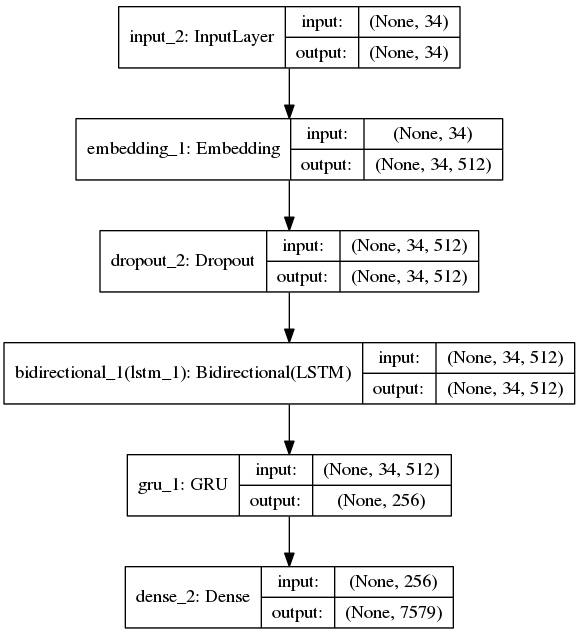 input_2: InputLayer
input: (None, 34)
output: (None, 34)
embedding_1: Embedding
input: (None, 34)
output: (None, 34, 512)
dropout_2: Dropout
input: (None, 34, 512)
output: (None, 34, 512)
bidirectional_1(lstm_1): Bidirectional(LSTM)
input: (None, 34, 512)
output: (None, 34, 512)
gru_1: GRU
input: (None, 34, 512)
output: (None, 256)
dense_2: Dense
input: (None, 256)
output: (None, 7579)